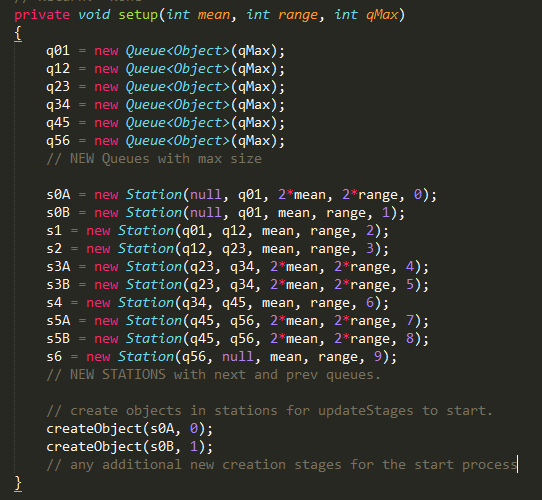 private void setup(int mean, int range, int qMax)
{
q01 = new Queue<Object>(qMax);
q12 = new Queue<Object>(qMax);
q23 = new Queue<Object>(qMax);
q34 = new Queue<Object>(qMax);
q45 = new Queue<Object>(qMax);
q56 = new Queue<Object>(qMax);
// NEW Queues with max size
s0A = new Station(null, q01, 2*mean, 2*range, 0);
s0B = new Station(null, q01, mean, range, 1);
s1 = new Station(q01, q12, mean, range, 2);
s2 = new Station(q12, q23, mean, range, 3);
s3A = new Station(q23, q34, 2*mean, 2*range, 4);
s3B = new Station(q23, q34, 2*mean, 2*range, 5);
s4 = new Station(q34, q45, mean, range, 6);
s5A = new Station(q45, q56, 2*mean, 2*range, 7);
s5B = new Station(q45, q56, 2*mean, 2*range, 8);
s6 = new Station(q56, null, mean, range, 9);
// NEW STATIONS with next and prev queues.
// create objects in stations for updateStages to start.
createObject(s0A, 0);
createObject(s0B, 1);
// any additional new creation stages for the start process
}